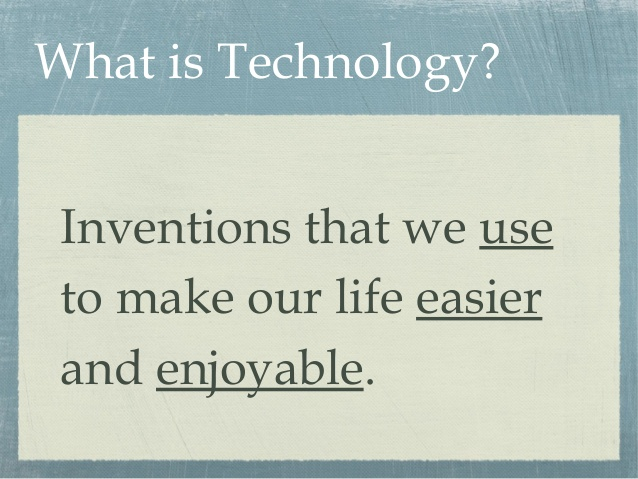 What is Technology?
Inventions that we use
to make our life easier
and enjoyable.